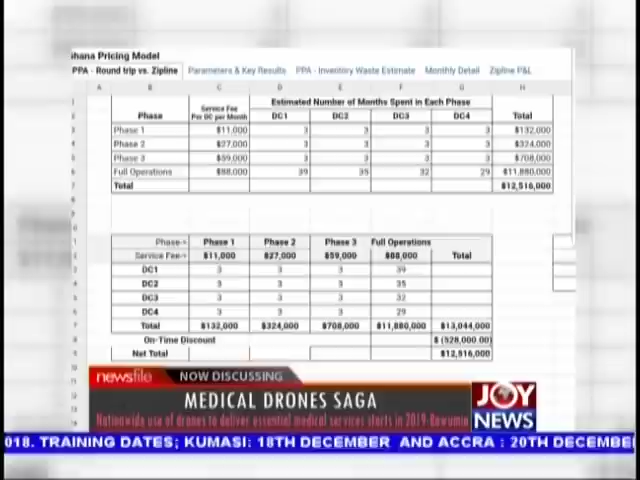 ihana Pricing Model
PPA - Round trip vs. Zipline Parameters & Key Results PPA - Inventory Waste Estimate Monthly Detail Zipline P&L
A B C D E F G H
Phase Service Fee Per DC per Month Estimated Number of Months Spent in Each Phase Total
DC1 DC2 DC3 DC4
Phase 1 $11,000 3 3 3 3 $132,000
Phase 2 $27,000 3 3 3 3 $324,000
Phase 3 $59,000 3 3 3 3 $708,000
Full Operations $88,000 39 35 32 29 $11,880,000
Total $12,516,000
Phase-> Phase 1 Phase 2 Phase 3 Full Operations
Service Fee-> $11,000 $27,000 $59,000 $88,000 Total
DC1 3 3 3 39
DC2 3 3 3 35
DC3 3 3 3 32
DC4 3 3 3 29
Total $132,000 $324,000 $708,000 $11,880,000 $13,044,000
On-Time Discount $ (528,000.00)
Net Total $12,516,000
newsfile NOW DISCUSSING
MEDICAL DRONES SAGA
Nationwide use of drones to deliver essential medical services starts in 2019-Bawumia
JOY
NEWS
018. TRAINING DATES; KUMASI: 18TH DECEMBER AND ACCRA : 20TH DECEMBE